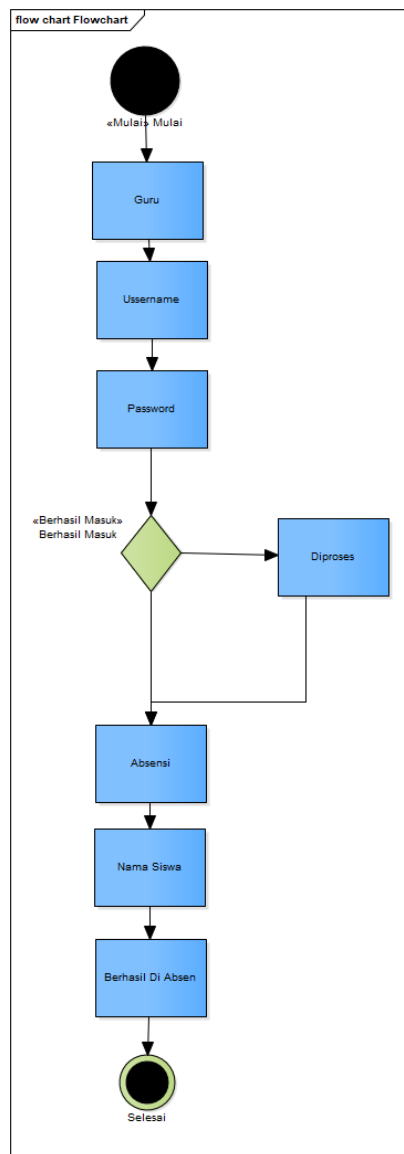 flow chart Flowchart
«Mulai» Mulai
Guru
Ussername
Password
«Berhasil Masuk»
Berhasil Masuk
Diproses
Absensi
Nama Siswa
Berhasil Di Absen
Selesai